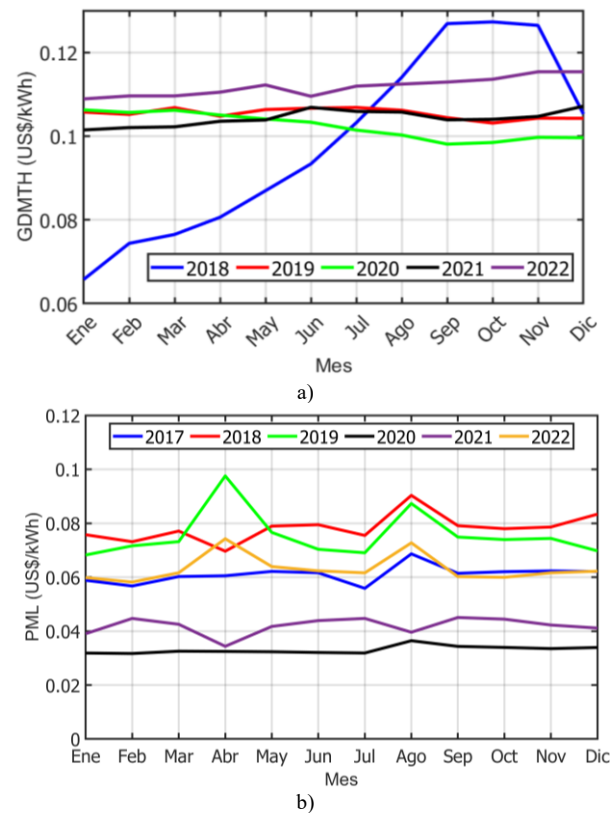 0.12
0.1
0.08
0.06
GDMTH (US$/kWh)
2018 2019 2020 2021 2022
Ene Feb Mar Abr May Jun Jul Ago Sep Oct Nov Dic
Mes
a)
0.12
2017 2018 2019 2020 2021 2022
0.1
0.08
0.06
0.04
0.02
0
PML (US$/kWh)
Ene Feb Mar Abr May Jun Jul Ago Sep Oct Nov Dic
Mes
b)